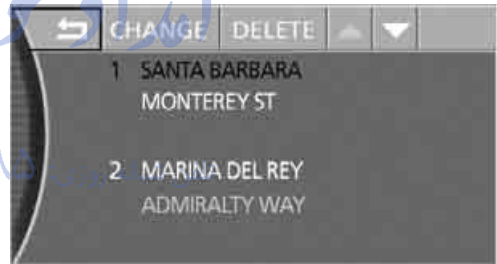 CHANGE DELETE
1 SANTA BARBARA
MONTEREY ST
2 MARINA DEL REY
ADMIRALTY WAY